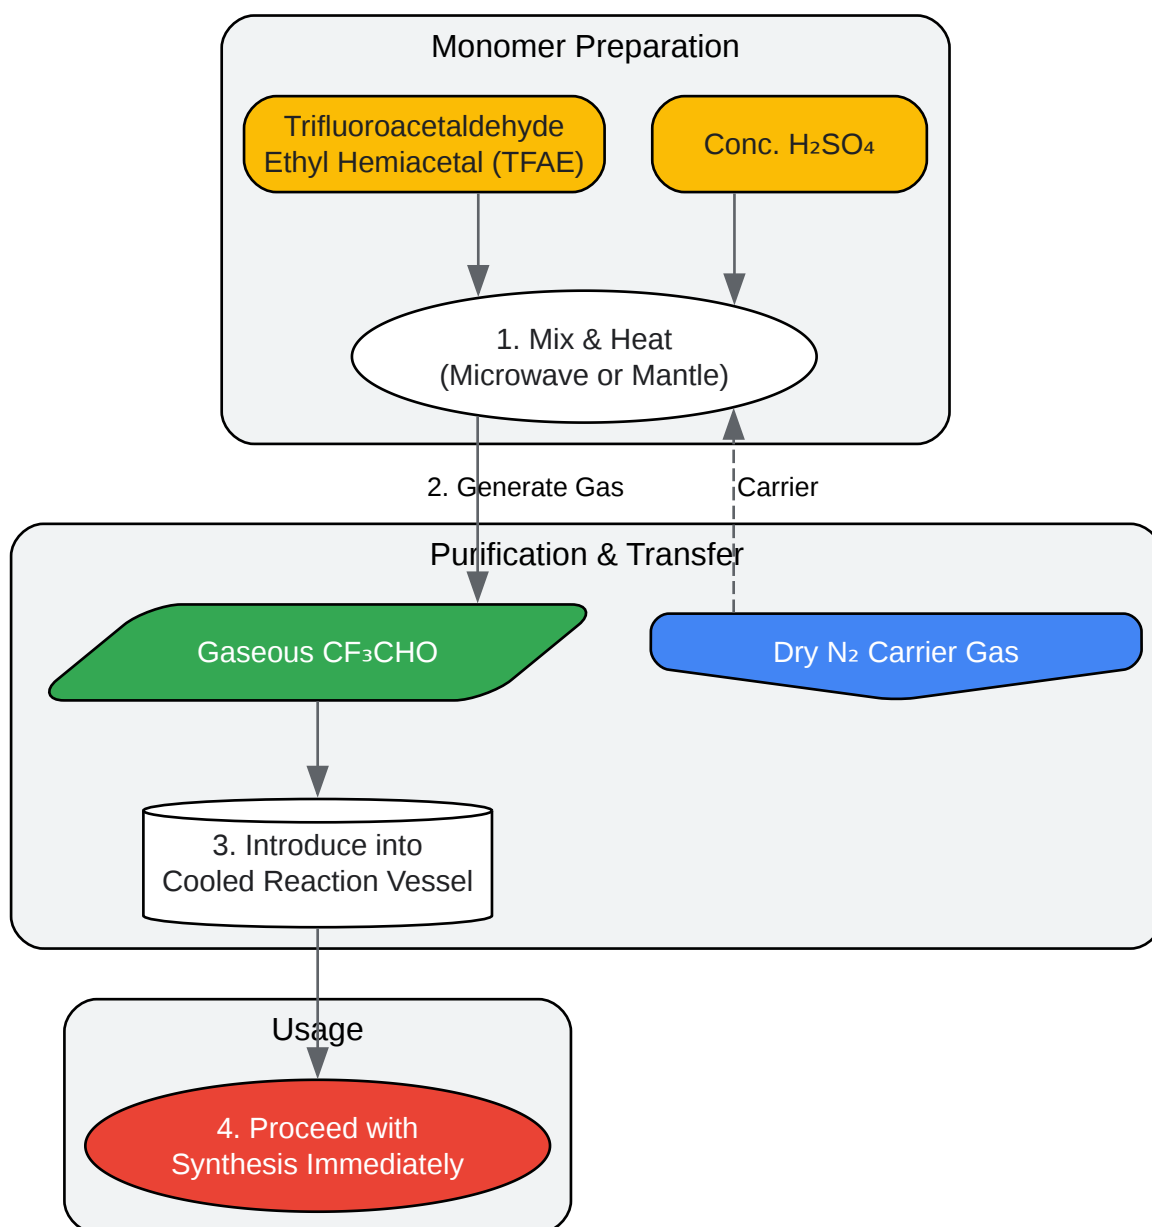 Monomer Preparation
Trifluoroacetaldehyde
Ethyl Hemiacetal (TFAE)
Conc. H₂SO₄
1. Mix & Heat
(Microwave or Mantle)
2. Generate Gas
Carrier
Purification & Transfer
Gaseous CF₃CHO
Dry N₂ Carrier Gas
3. Introduce into
Cooled Reaction Vessel
Usage
4. Proceed with
Synthesis Immediately